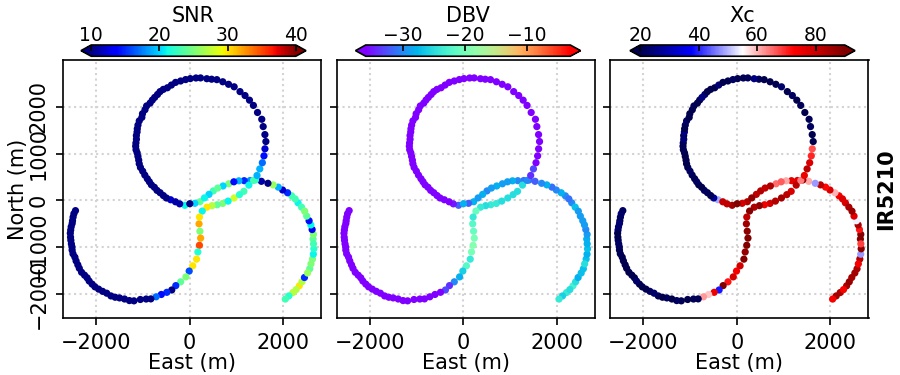 SNR DBV Xc
10 20 30 40 −30 −20 −10 20 40 60 80
North (m)
2000
1000
0
−1000
−2000
IR5210
−2000 0 2000 −2000 0 2000 −2000 0 2000
East (m) East (m) East (m)